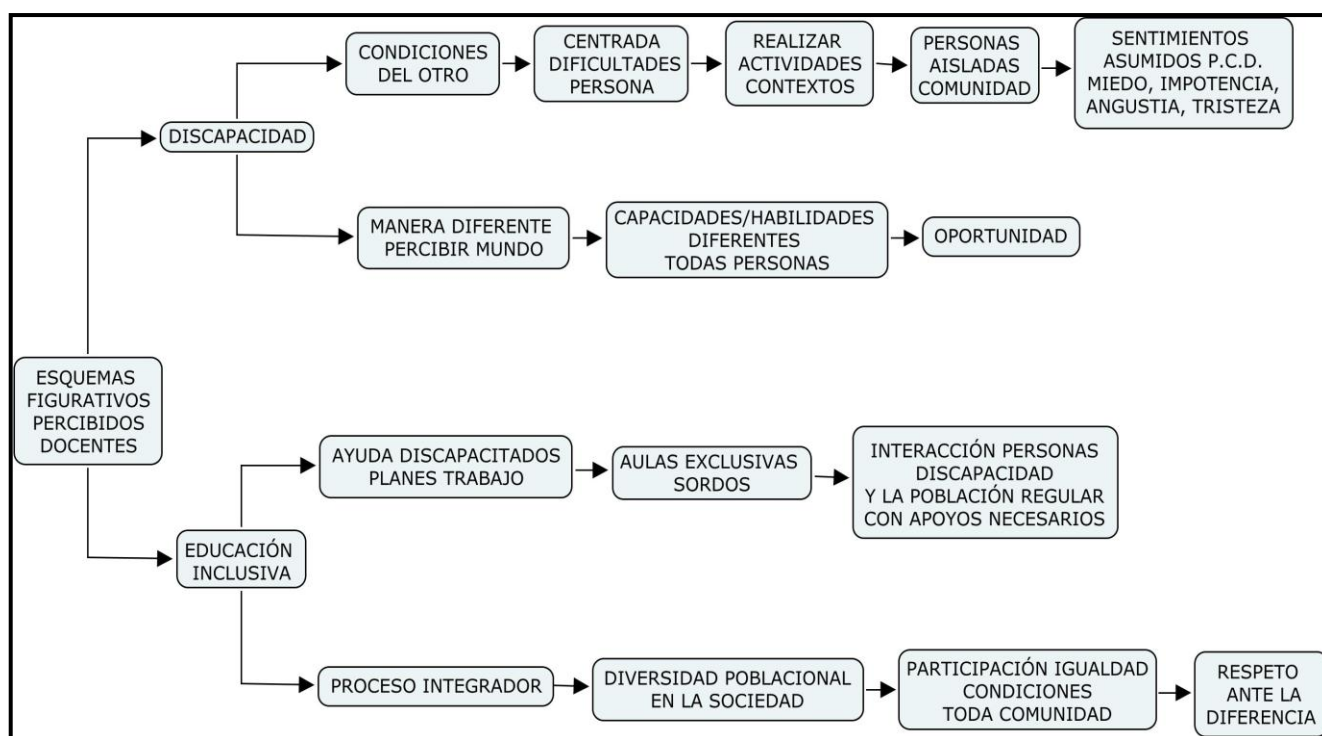 CONDICIONES
DEL OTRO
CENTRADA
DIFICULTADES
PERSONA
REALIZAR
ACTIVIDADES
CONTEXTOS
PERSONAS
AISLADAS
COMUNIDAD
SENTIMIENTOS
ASUMIDOS P.C.D.
MIEDO, IMPOTENCIA,
ANGUSTIA, TRISTEZA
DISCAPACIDAD
MANERA DIFERENTE
PERCIBIR MUNDO
CAPACIDADES/HABILIDADES
DIFERENTES
TODAS PERSONAS
OPORTUNIDAD
ESQUEMAS
FIGURATIVOS
PERCIBIDOS
DOCENTES
AYUDA DISCAPACITADOS
PLANES TRABAJO
AULAS EXCLUSIVAS
SORDOS
INTERACCIÓN PERSONAS
DISCAPACIDAD
Y LA POBLACIÓN REGULAR
CON APOYOS NECESARIOS
EDUCACIÓN
INCLUSIVA
PROCESO INTEGRADOR
DIVERSIDAD POBLACIONAL
EN LA SOCIEDAD
PARTICIPACIÓN IGUALDAD
CONDICIONES
TODA COMUNIDAD
RESPETO
ANTE LA
DIFERENCIA